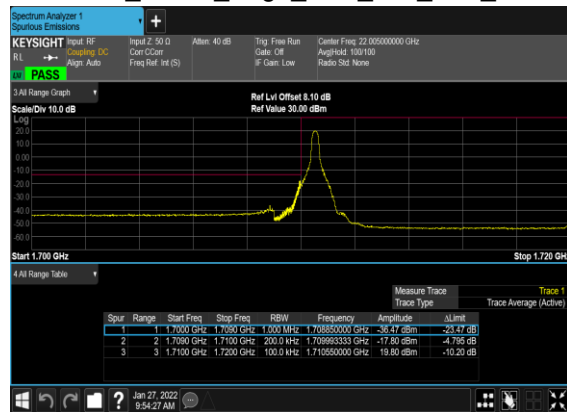 Spectrum Analyzer 1
Spurious Emissions
KEYSIGHT Input: RF Input Z: 50 Ω Atten: 40 dB Trig: Free Run Center Freq: 22.005000000 GHz
RL Coupling: DC Corr CCorr Gate: Off Avg|Hold: 100/100
Align: Auto Freq Ref: Int (S) IF Gain: Low Radio Std: None
PASS
3 All Range Graph
Ref Lvl Offset 8.10 dB
Scale/Div 10.0 dB Ref Value 30.00 dBm
Log
20.0
10.0
0.00
-10.0
-20.0
-30.0
-40.0
-50.0
-60.0
Start 1.700 GHz Stop 1.720 GH
4 All Range Table
Measure Trace Trace 1
Trace Type Trace Average (Active)
Spur Range Start Freq Stop Freq RBW Frequency Amplitude ΔLimit
1 1 1.7000 GHz 1.7090 GHz 1.000 MHz 1.708850000 GHz -36.47 dBm -23.47 dB
2 2 1.7090 GHz 1.7100 GHz 200.0 kHz 1.709993333 GHz -17.80 dBm -4.795 dB
3 3 1.7100 GHz 1.7200 GHz 100.0 kHz 1.710550000 GHz 19.80 dBm -10.20 dB
? Jan 27, 2022
9:54:27 AM